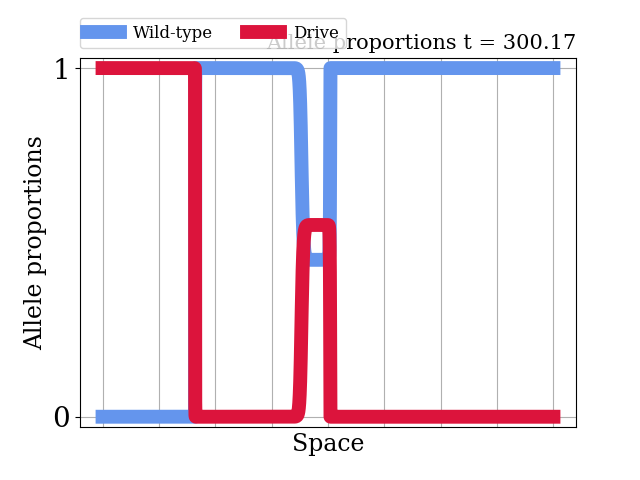 Allele proportions t = 300.17
Wild-type Drive
1
0
Allele proportions
Space